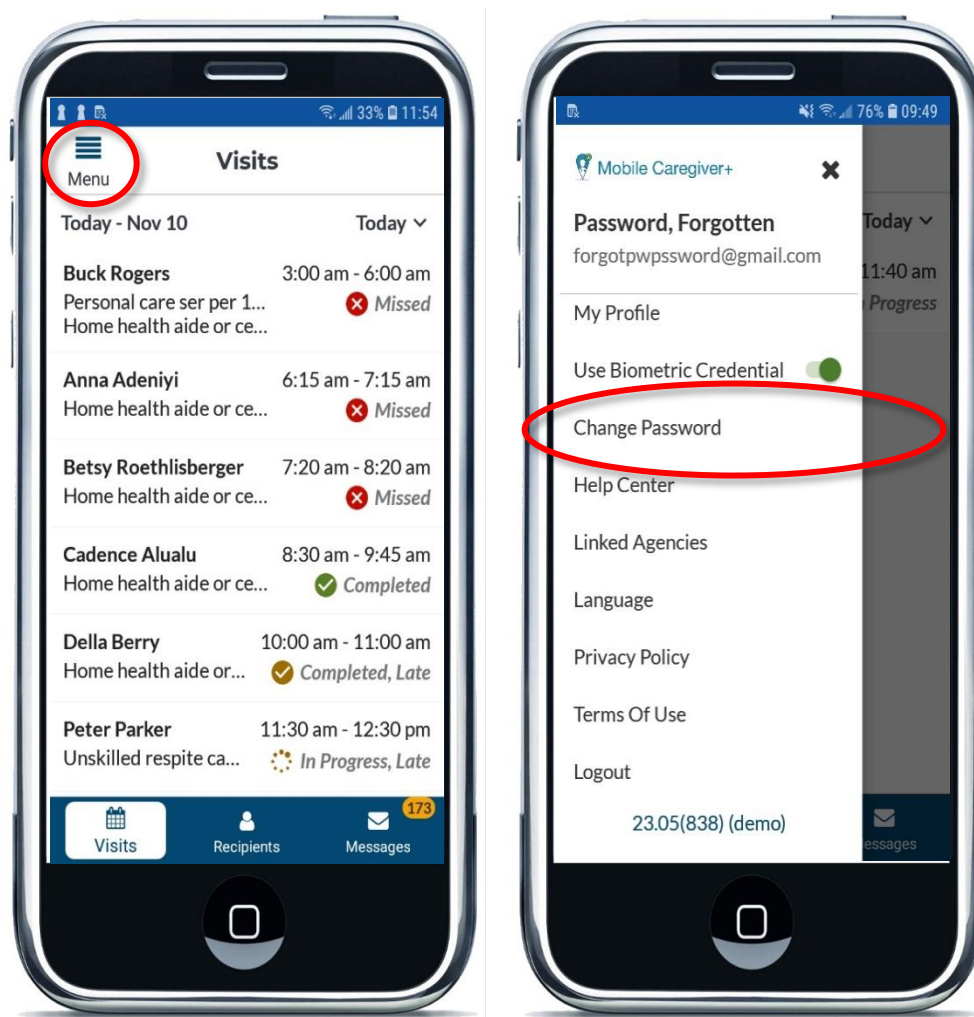 33% 11:54
Menu
Visits
Today - Nov 10 Today
Buck Rogers 3:00 am - 6:00 am
Personal care ser per 1... Missed
Home health aide or ce...
Anna Adeniyi 6:15 am - 7:15 am
Home health aide or ce... Missed
Betsy Roethlisberger 7:20 am - 8:20 am
Home health aide or ce... Missed
Cadence Alualu 8:30 am - 9:45 am
Home health aide or ce... Completed
Della Berry 10:00 am - 11:00 am
Home health aide or... Completed, Late
Peter Parker 11:30 am - 12:30 pm
Unskilled respite ca... In Progress, Late
173
Visits Recipients Messages
76% 09:49
Mobile Caregiver+
Password, Forgotten
forgotpwpssword@gmail.com
My Profile
Use Biometric Credential
Change Password
Help Center
Linked Agencies
Language
Privacy Policy
Terms Of Use
Logout
23.05(838) (demo)
Today
11:40 am
Progress
essages